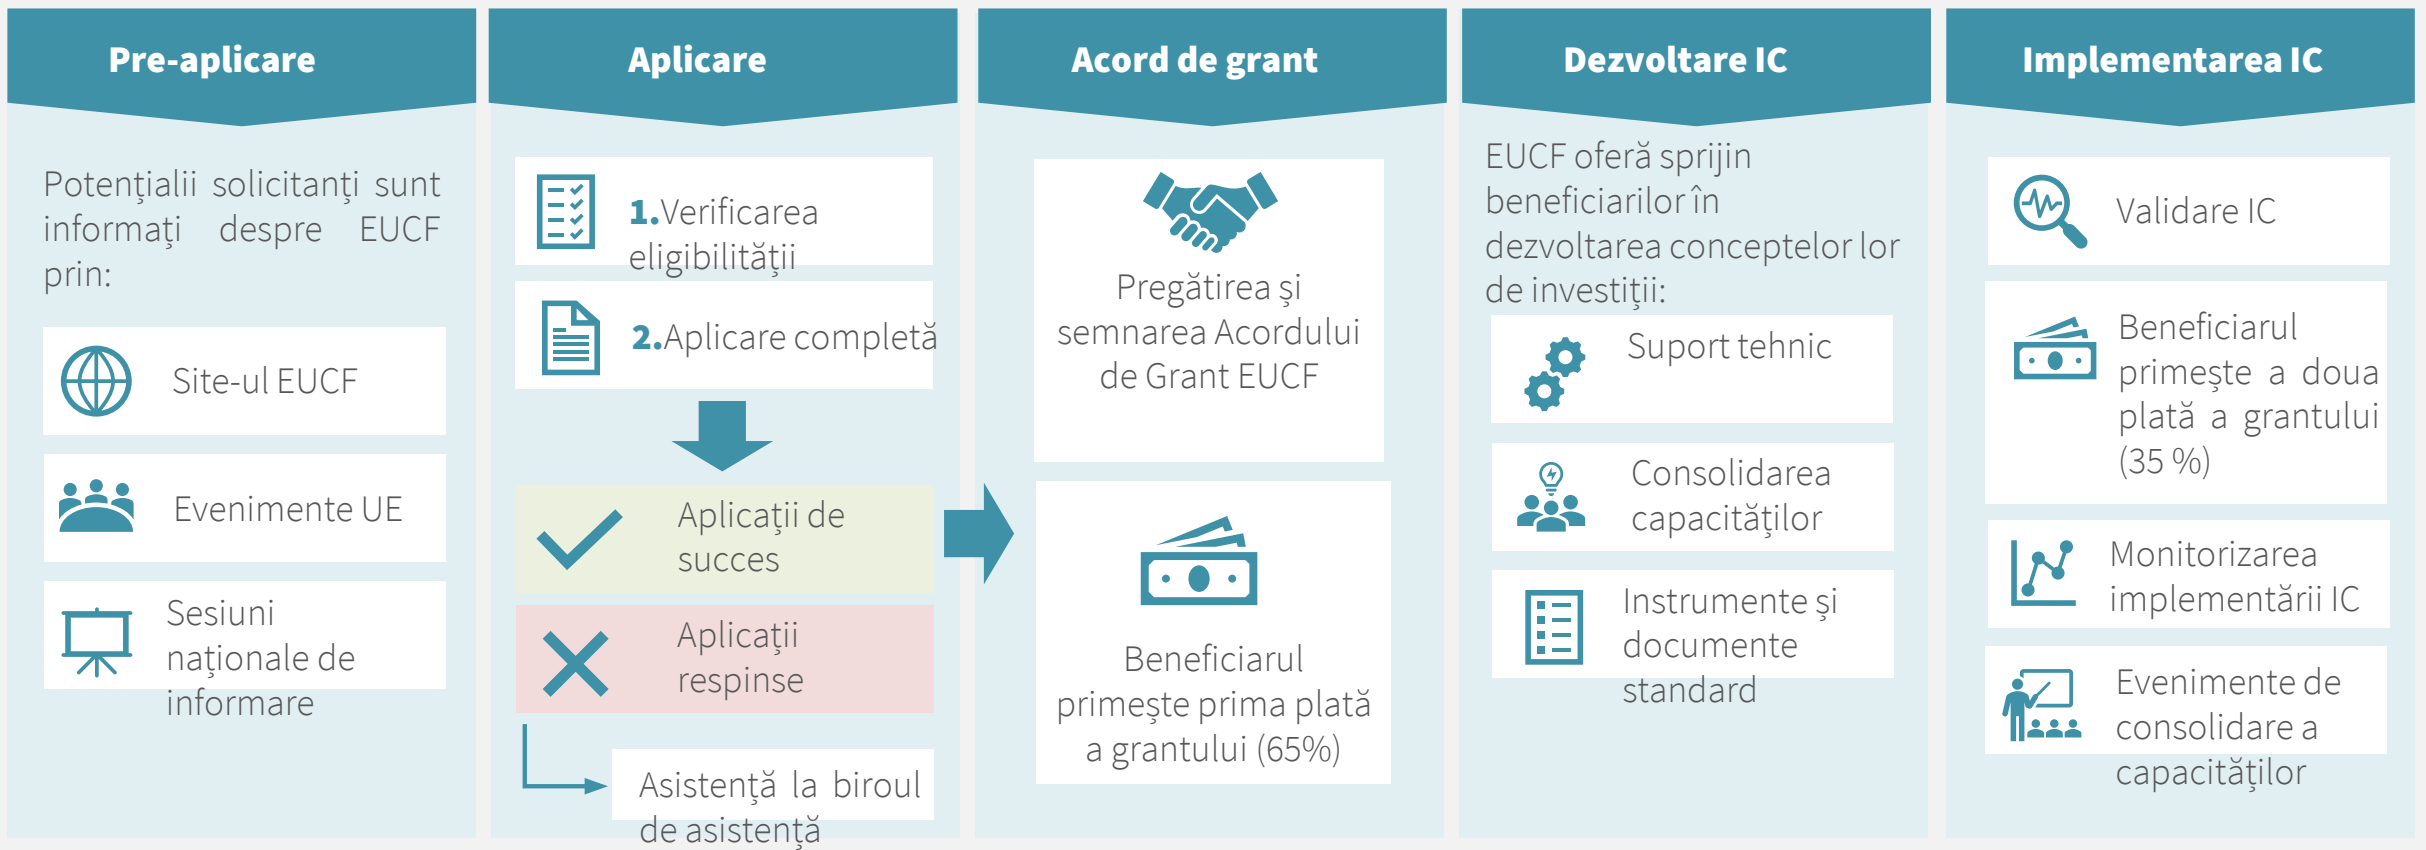 Pre-aplicare
Potențialii solicitanți sunt
informați despre EUCF
prin:
Site-ul EUCF
Evenimente UE
Sesiuni
naționale de
informare
Aplicare
1.Verificarea
eligibilității
2.Aplicare completă
Aplicații de
succes
Aplicații
respinse
Asistență la biroul
de asistență
Acord de grant
Pregătirea și
semnarea Acordului
de Grant EUCF
Beneficiarul
primește prima plată
a grantului (65%)
Dezvoltare IC
EUCF oferă sprijin
beneficiarilor în
dezvoltarea conceptelor lor
de investiții:
Suport tehnic
Consolidarea
capacităților
Instrumente și
documente
standard
Implementarea IC
Validare IC
Beneficiarul
primește a doua
plată a grantului
(35 %)
Monitorizarea
implementării IC
Evenimente de
consolidare a
capacităților